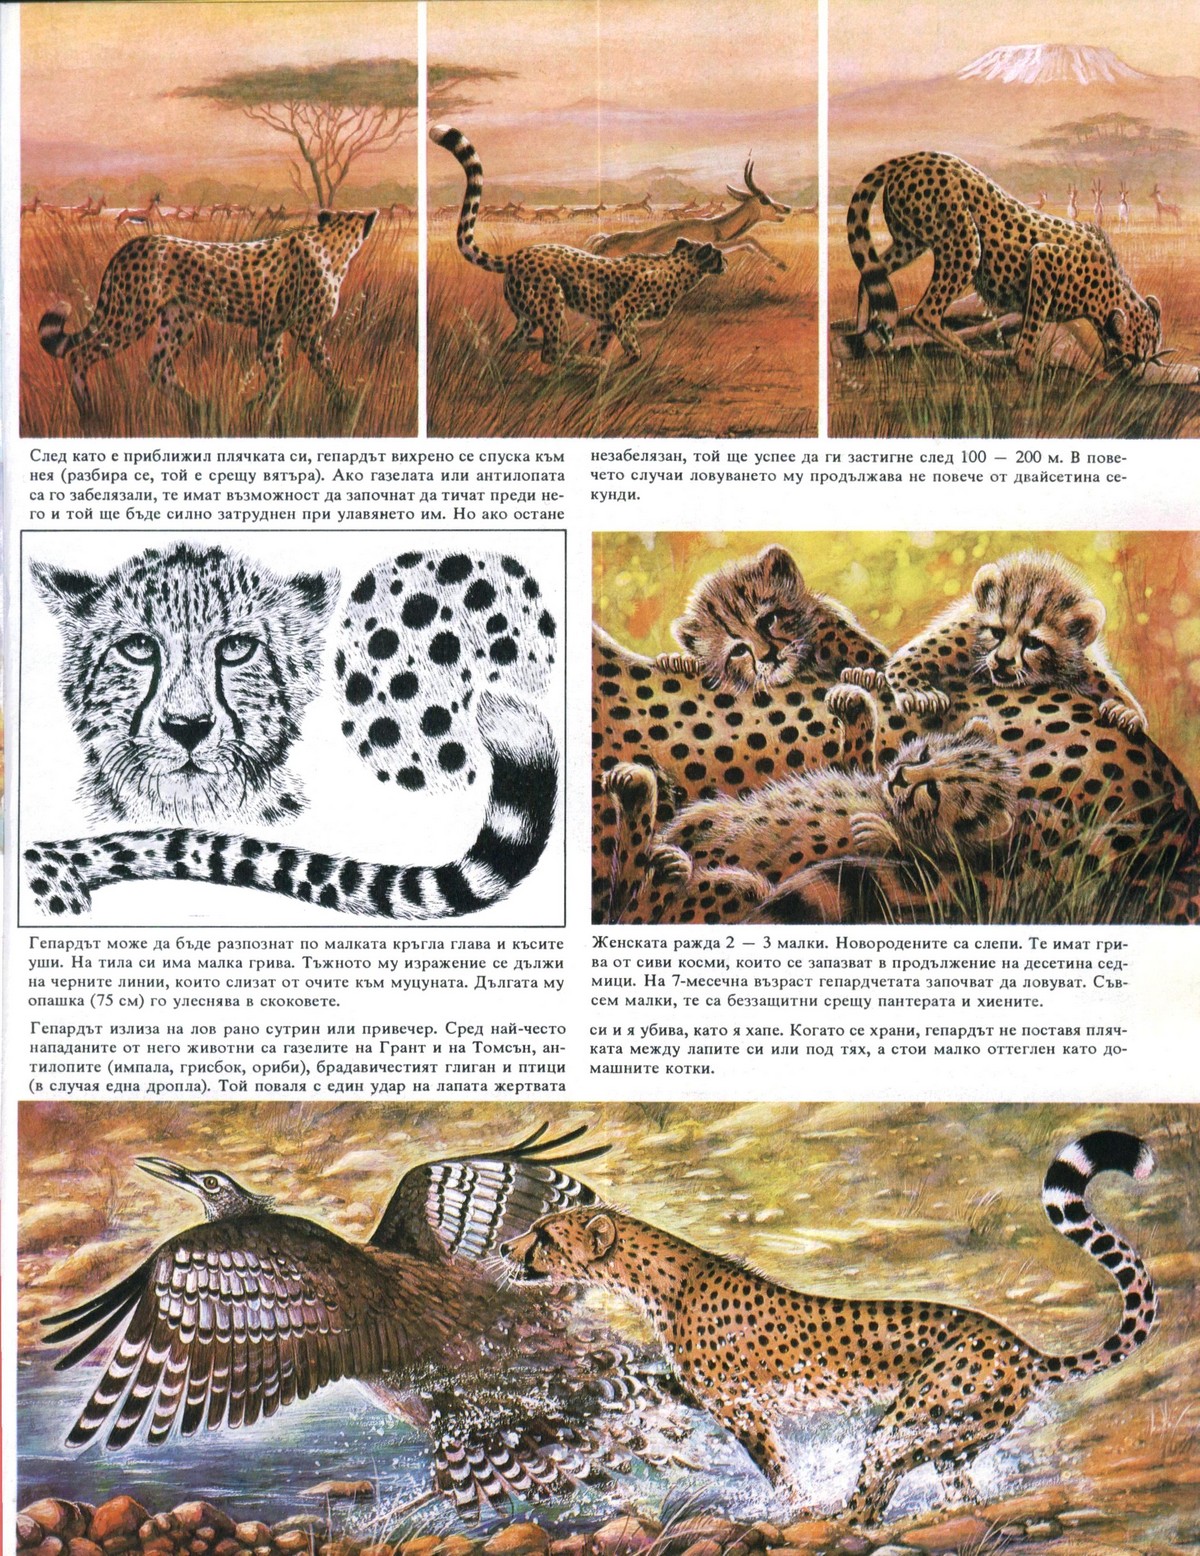 След като е приближил плячката си, гепардът вихрено се спуска към
нея (разбира се, той е срещу вятъра). Ако газелата или антилопата
са го забелязали, те имат възможност да започнат да тичат преди не-
го и той ще бъде силно затруднен при улавянето им. Но ако остане
незабелязан, той ще успее да ги застигне след 100 — 200 м. В пове-
чето случаи ловуването му продължава не повече от двайсетина се-
кунди.
Гепардът може да бъде разпознат по малката кръгла глава и късите
уши. На тила си има малка грива. Тъжното му изражение се дължи
на черните линии, които слизат от очите към муцуната. Дългата му
опашка (75 см) го улеснява в скоковете.
Женската ражда 2 — 3 малки. Новородените са слепи. Те имат гри-
ва от сиви косми, които се запазват в продължение на десетина сед-
мици. На 7-месечна възраст гепардчетата започват да ловуват. Съв-
сем малки, те са беззащитни срещу пантерата и хиените.
Гепардът излиза на лов рано сутрин или привечер. Сред най-често
нападаните от него животни са газелите на Грант и на Томсън, ан-
тилопите (импала, грисбок, ориби), брадавичестият глиган и птици
(в случая една дропла). Той поваля с един удар на лапата жертвата
си и я убива, като я хапе. Когато се храни, гепардът не поставя пляч-
ката между лапите си или под тях, а стои малко оттеглен като до-
машните котки.